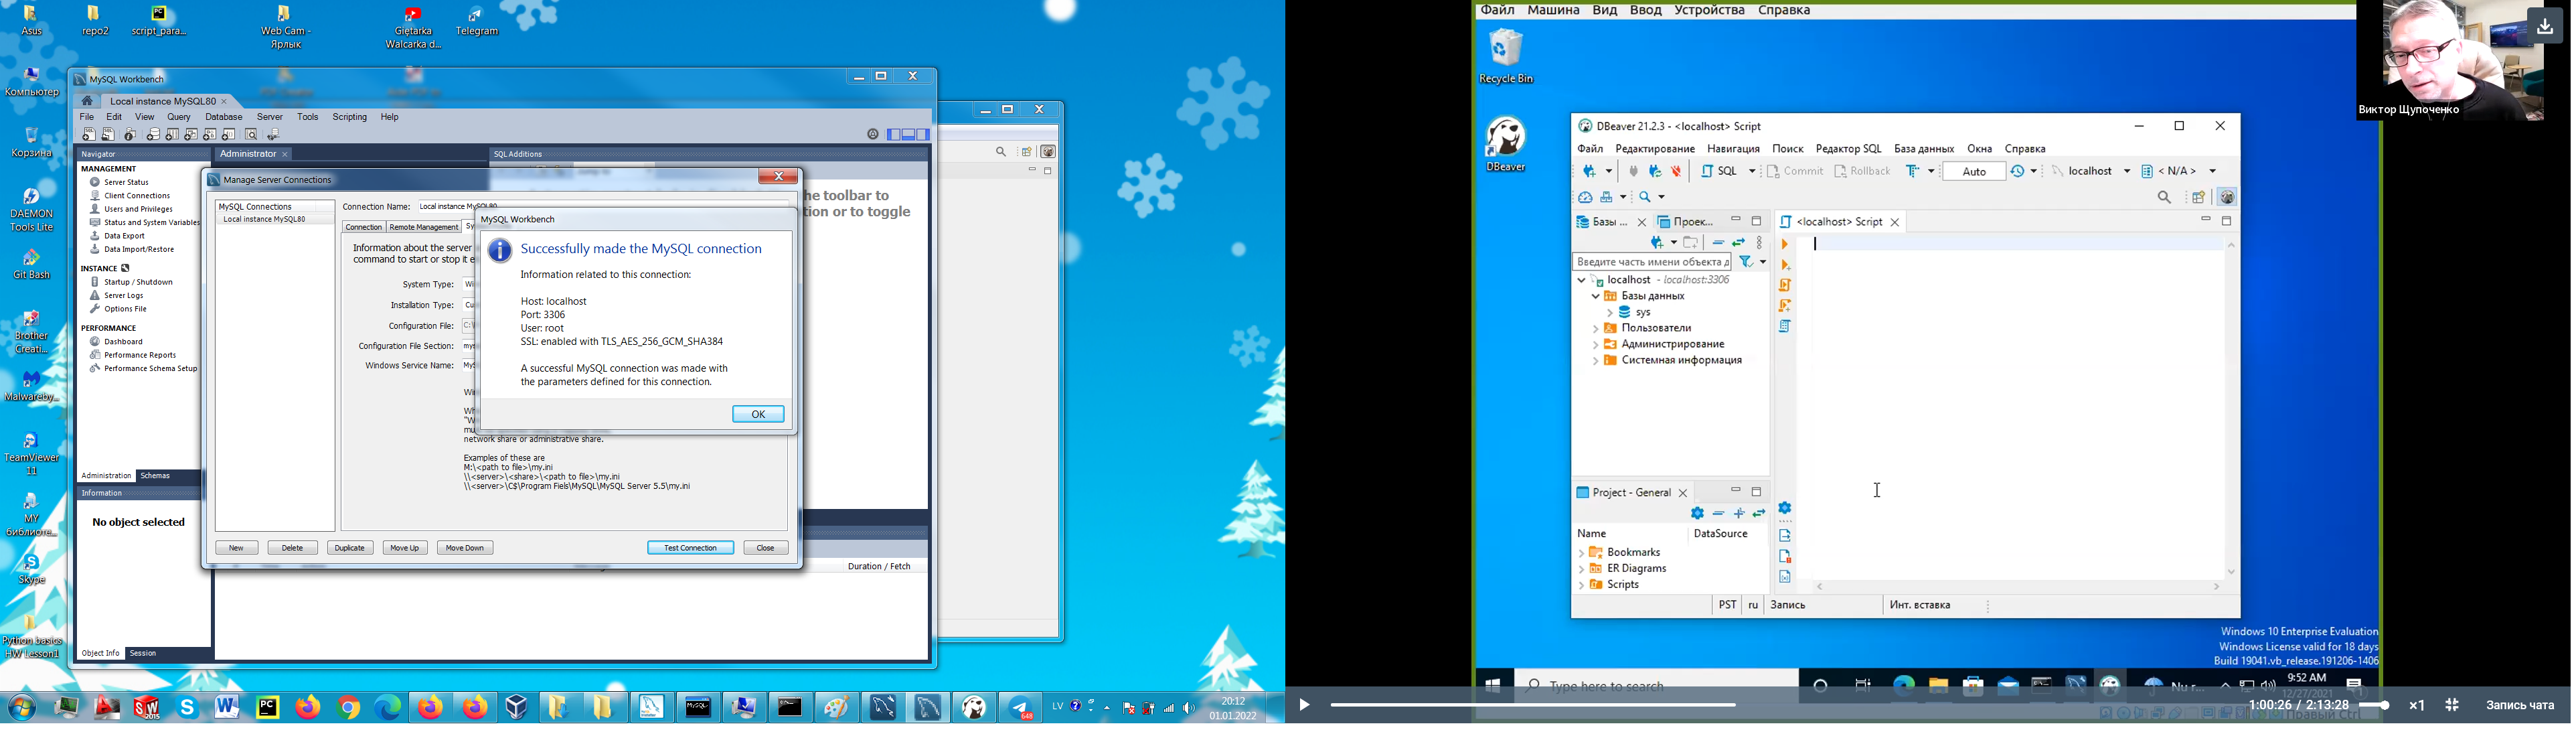 Asus
repo2
script_para...
Web Cam -
Ярлык
Giętarka
Walcarka d...
Telegram
Компьютер
Корзина
DAEMON
Tools Lite
Git Bash
Brother
Creati...
Malwareby...
TeamViewer
11
MY
библиоте...
Skype
Python basics
HW Lesson1
MySQL Workbench
Local instance MySQL80
File Edit View Query Database Server Tools Scripting Help
Navigator
MANAGEMENT
Server Status
Client Connections
Users and Privileges
Status and System Variables
Data Export
Data Import/Restore
INSTANCE
Startup / Shutdown
Server Logs
Options File
PERFORMANCE
Dashboard
Performance Reports
Performance Schema Setup
Administration Schemas
Information
No object selected
Object Info Session
Administrator
SQL Additions
he toolbar to
tion or to toggle
Duration / Fetch
Manage Server Connections
MySQL Connections
Local instance MySQL80
Connection Name: Local instance MySQL80
Connection Remote Management
Information about the server
command to start or stop it e
System Type:
Installation Type:
Configuration File:
Configuration File Section:
Windows Service Name:
network share or administrative share.
Examples of these are
M:\<path to file>\my.ini
\\<server>\<share>\<path to file>\my.ini
\\<server>\C$\Program Fiels\MySQL\MySQL Server 5.5\my.ini
New Delete Duplicate Move Up Move Down Test Connection Close
MySQL Workbench
Successfully made the MySQL connection
Information related to this connection:
Host: localhost
Port: 3306
User: root
SSL: enabled with TLS_AES_256_GCM_SHA384
A successful MySQL connection was made with
the parameters defined for this connection.
OK
LV
20:12
01.01.2022
Файл Машина Вид Ввод Устройства Справка
Recycle Bin
DBeaver
Виктор Щупоченко
DBeaver 21.2.3 - <localhost> Script
Файл Редактирование Навигация Поиск Редактор SQL База данных Окна Справка
SQL Commit Rollback Auto localhost < N/A >
Базы ... Проек...
<localhost> Script
Введите часть имени объекта д
localhost - localhost:3306
Базы данных
sys
Пользователи
Администрирование
Системная информация
Project - General
Name DataSource
Bookmarks
ER Diagrams
Scripts
PST ru Запись Инт. вставка
Windows 10 Enterprise Evaluation
Windows License valid for 18 days
Build 19041.vb_release.191206-1406
Type here to search
9:52 AM
12/27/2021
1:00:26 / 2:13:28 ×1 Запись чата
Правый Ctrl